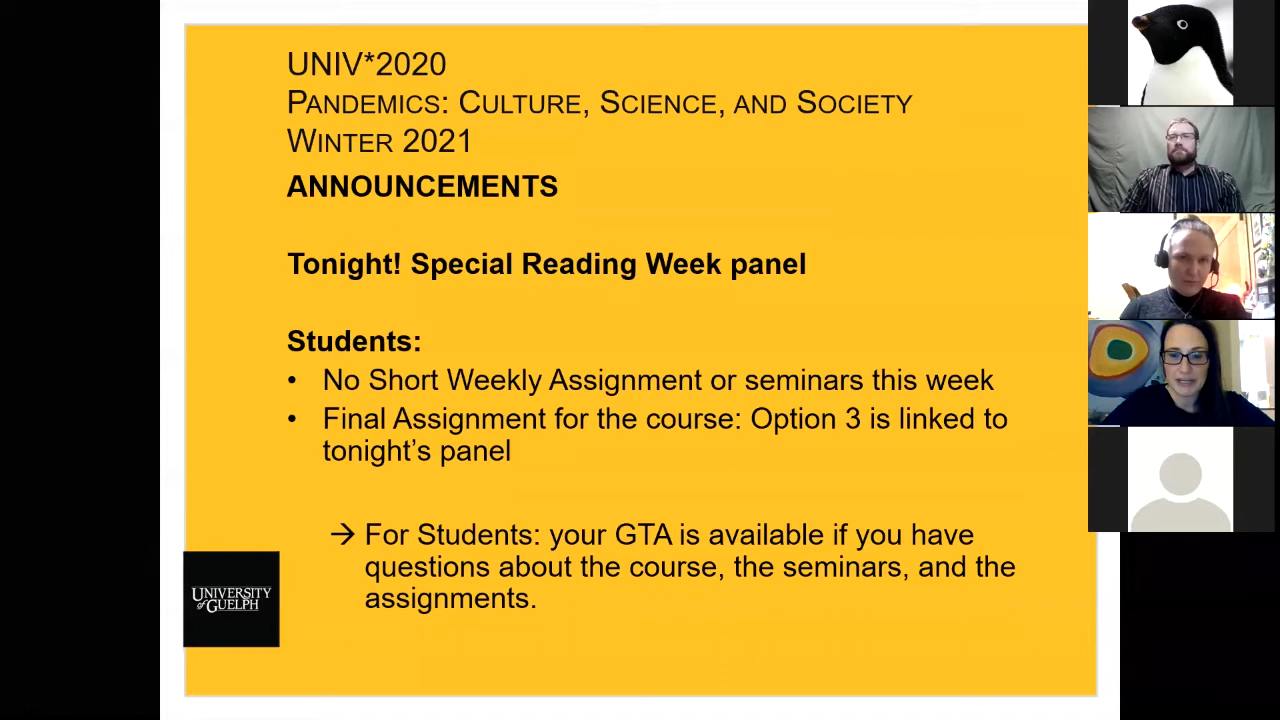 UNIV*2020
PANDEMICS: CULTURE, SCIENCE, AND SOCIETY
WINTER 2021
ANNOUNCEMENTS
Tonight! Special Reading Week panel
Students:
• No Short Weekly Assignment or seminars this week
• Final Assignment for the course: Option 3 is linked to
tonight's panel
→ For Students: your GTA is available if you have
questions about the course, the seminars, and the
assignments.
UNIVERSITY
of GUELPH